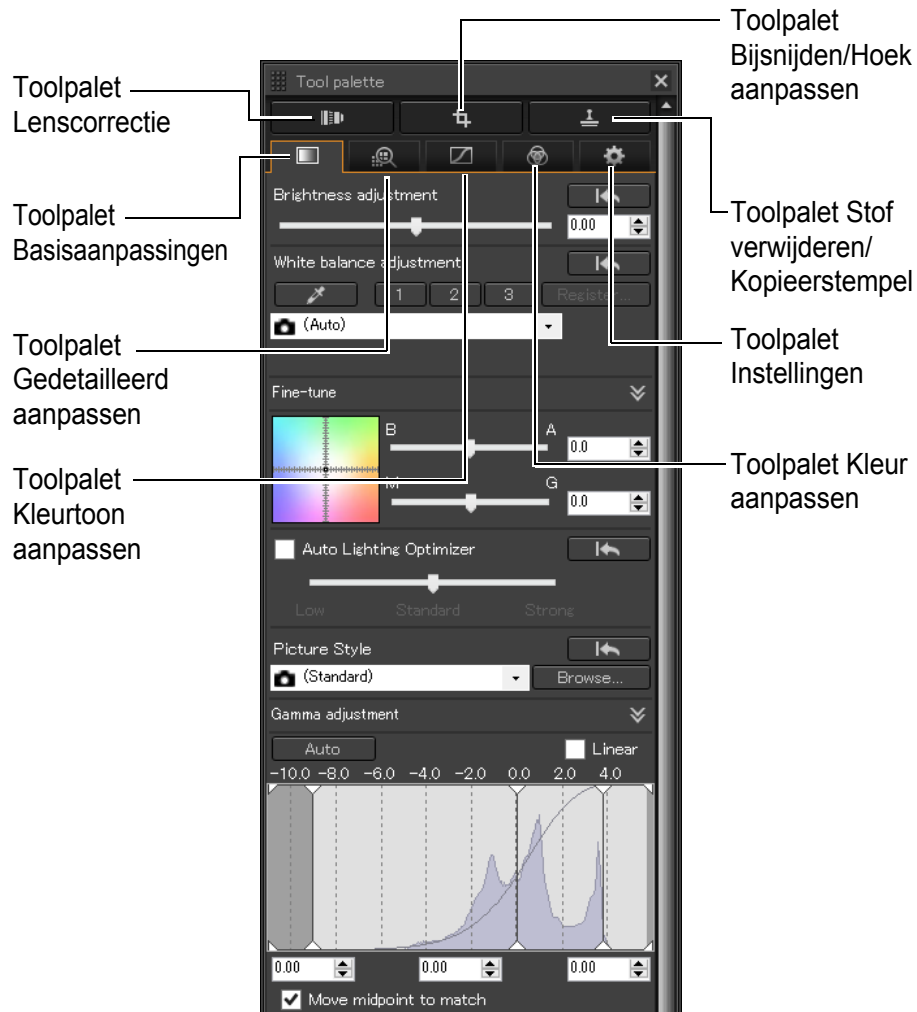 Toolpalet
Bijsnijden/Hoek
aanpassen
Toolpalet
Lenscorrectie
Tool palette
Toolpalet
Basisaanpassingen
Toolpalet Stof
verwijderen/
Kopieerstempel
Brightness adjustment
0.00
White balance adjustment
1 2 3 Register...
(Auto)
Toolpalet
Gedetailleerd
aanpassen
Toolpalet
Instellingen
Fine-tune
B A
0.0
M G
0.0
Toolpalet
Kleurtoon
aanpassen
Toolpalet Kleur
aanpassen
Auto Lighting Optimizer
Low Standard Strong
Picture Style
(Standard) Browse...
Gamma adjustment
Auto Linear
-10.0 -8.0 -6.0 -4.0 -2.0 0.0 2.0 4.0
0.00 0.00 0.00
Move midpoint to match